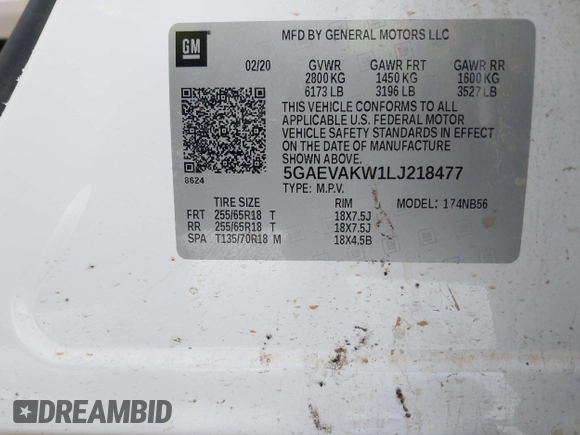 GM
MFD BY GENERAL MOTORS LLC
02/20 GVWR GAWR FRT GAWR RR
2800 KG 1450 KG 1600 KG
6173 LB 3196 LB 3527 LB
THIS VEHICLE CONFORMS TO ALL
APPLICABLE U.S. FEDERAL MOTOR
VEHICLE SAFETY STANDARDS IN EFFECT
ON THE DATE OF MANUFACTURE
SHOWN ABOVE.
8624
5GAEVAKW1LJ218477
TYPE: M.P.V. MODEL: 174NB56
TIRE SIZE RIM
FRT 255/65R18 T 18X7.5J
RR 255/65R18 T 18X7.5J
SPA T135/70R18 M 18X4.5B
DREAMBID